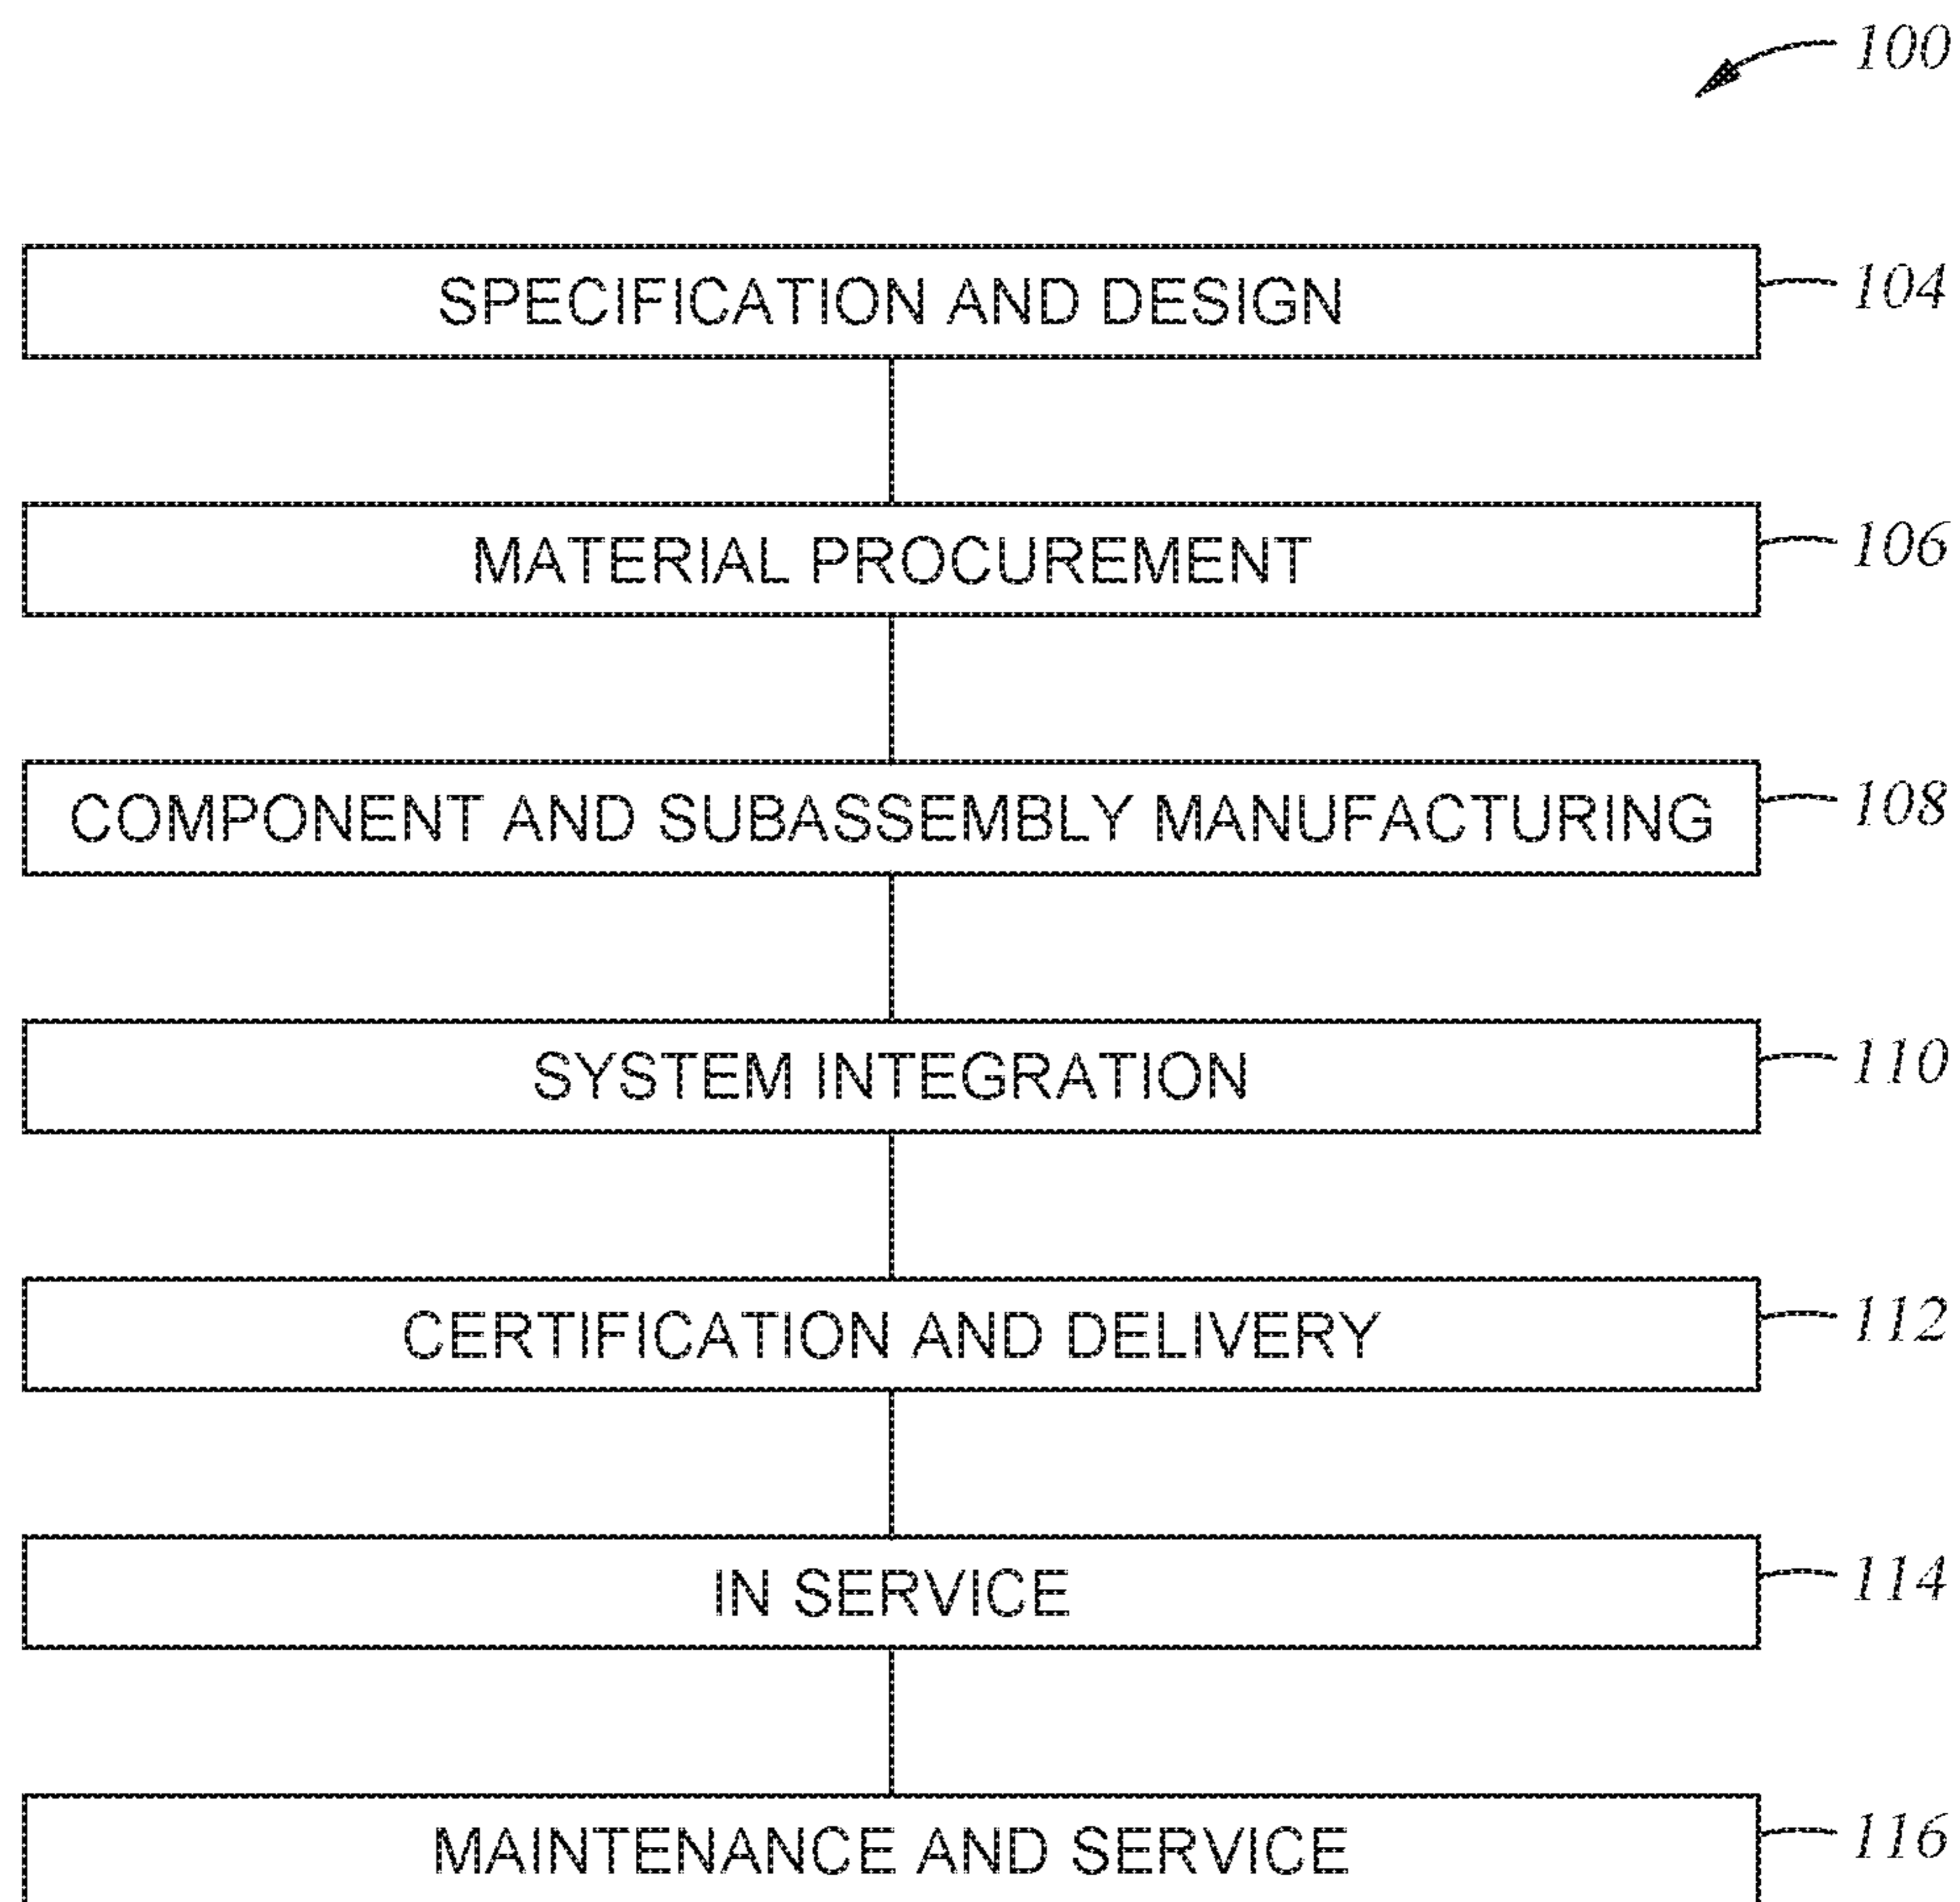 100
SPECIFICATION AND DESIGN 104
MATERIAL PROCUREMENT 106
COMPONENT AND SUBASSEMBLY MANUFACTURING 108
SYSTEM INTEGRATION 110
CERTIFICATION AND DELIVERY 112
IN SERVICE 114
MAINTENANCE AND SERVICE 116